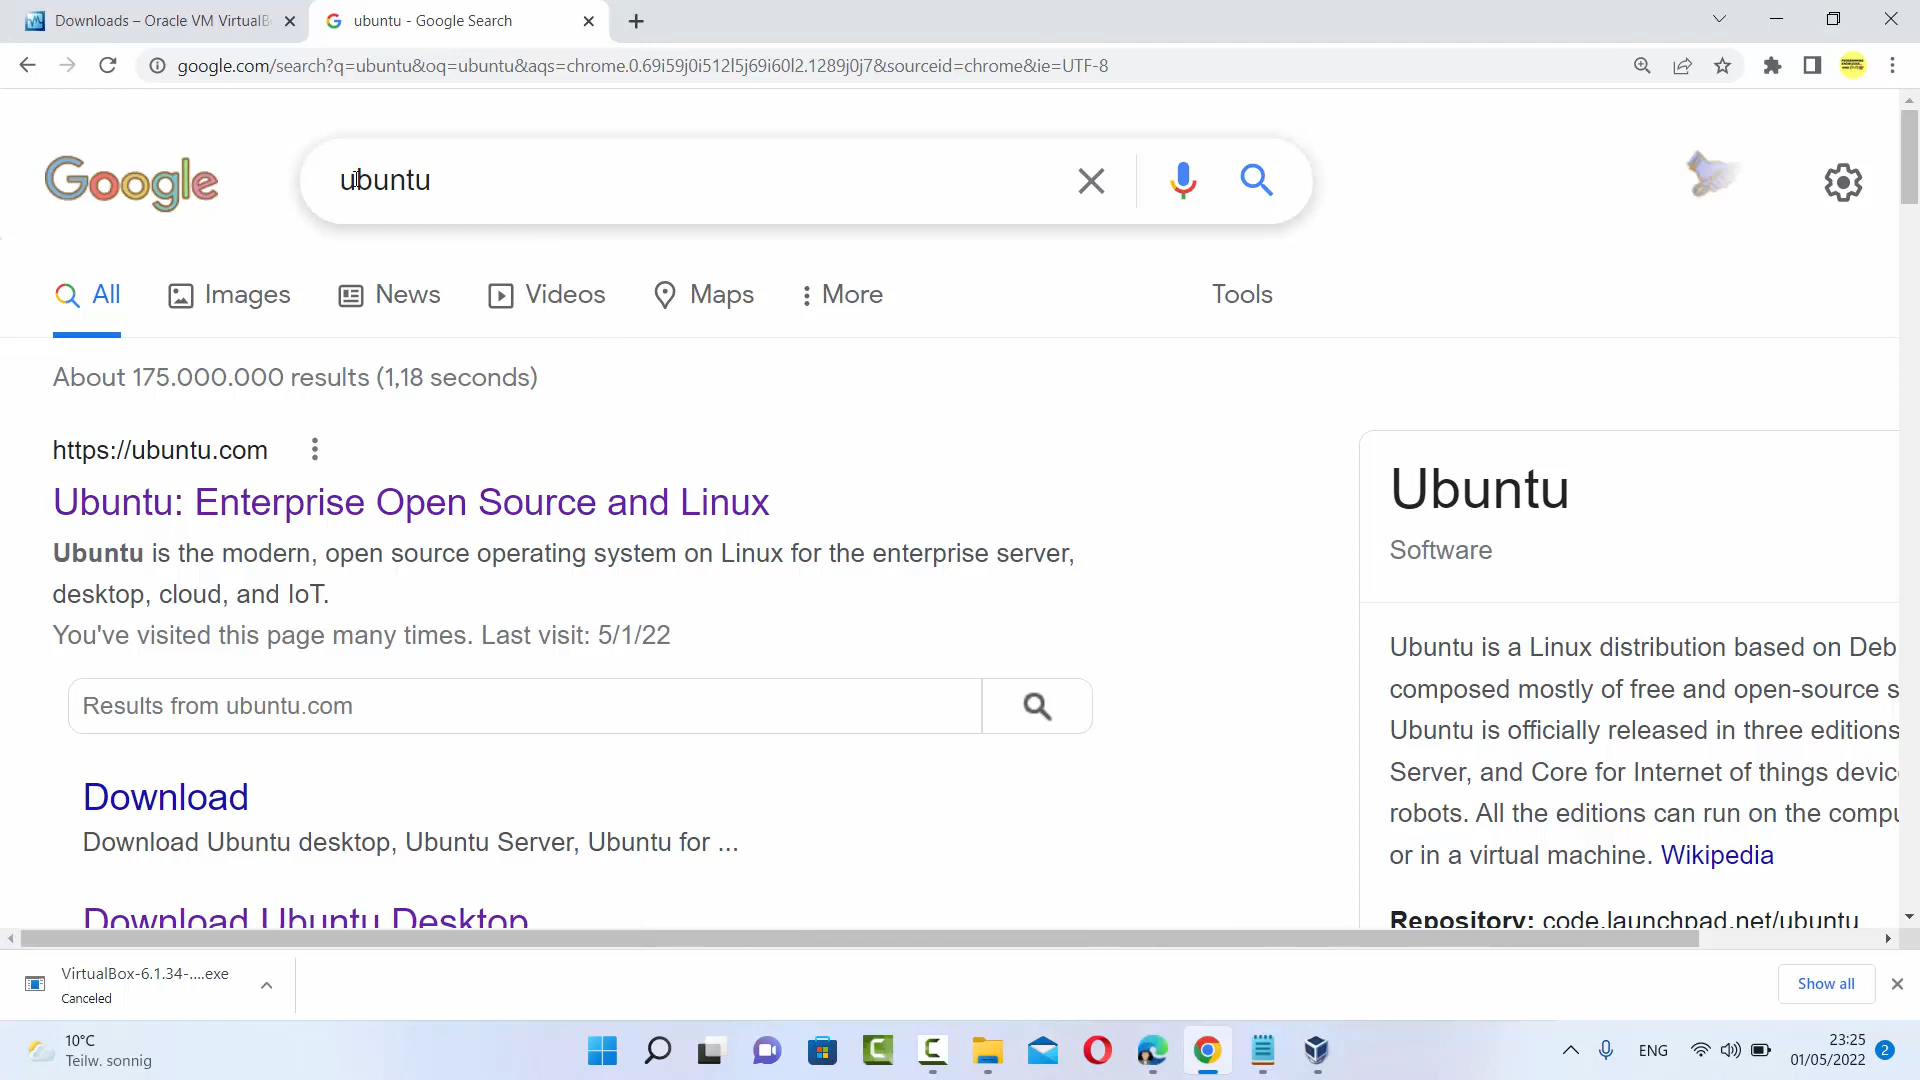 Downloads – Oracle VM VirtualB
ubuntu - Google Search
google.com/search?q=ubuntu&oq=ubuntu&aqs=chrome.0.69i59j0i512l5j69i60l2.1289j0j7&sourceid=chrome&ie=UTF-8
Google
ubuntu
All
Images
News
Videos
Maps
More
Tools
About 175.000.000 results (1,18 seconds)
https://ubuntu.com
Ubuntu: Enterprise Open Source and Linux
Ubuntu is the modern, open source operating system on Linux for the enterprise server,
desktop, cloud, and IoT.
You've visited this page many times. Last visit: 5/1/22
Results from ubuntu.com
Download
Download Ubuntu desktop, Ubuntu Server, Ubuntu for ...
Download Ubuntu Desktop
Ubuntu
Software
Ubuntu is a Linux distribution based on Deb
composed mostly of free and open-source s
Ubuntu is officially released in three editions
Server, and Core for Internet of things devic
robots. All the editions can run on the compu
or in a virtual machine. Wikipedia
Repository: code.launchpad.net/ubuntu
VirtualBox-6.1.34-....exe
Canceled
Show all
10°C
Teilw. sonnig
ENG
23:25
01/05/2022
2